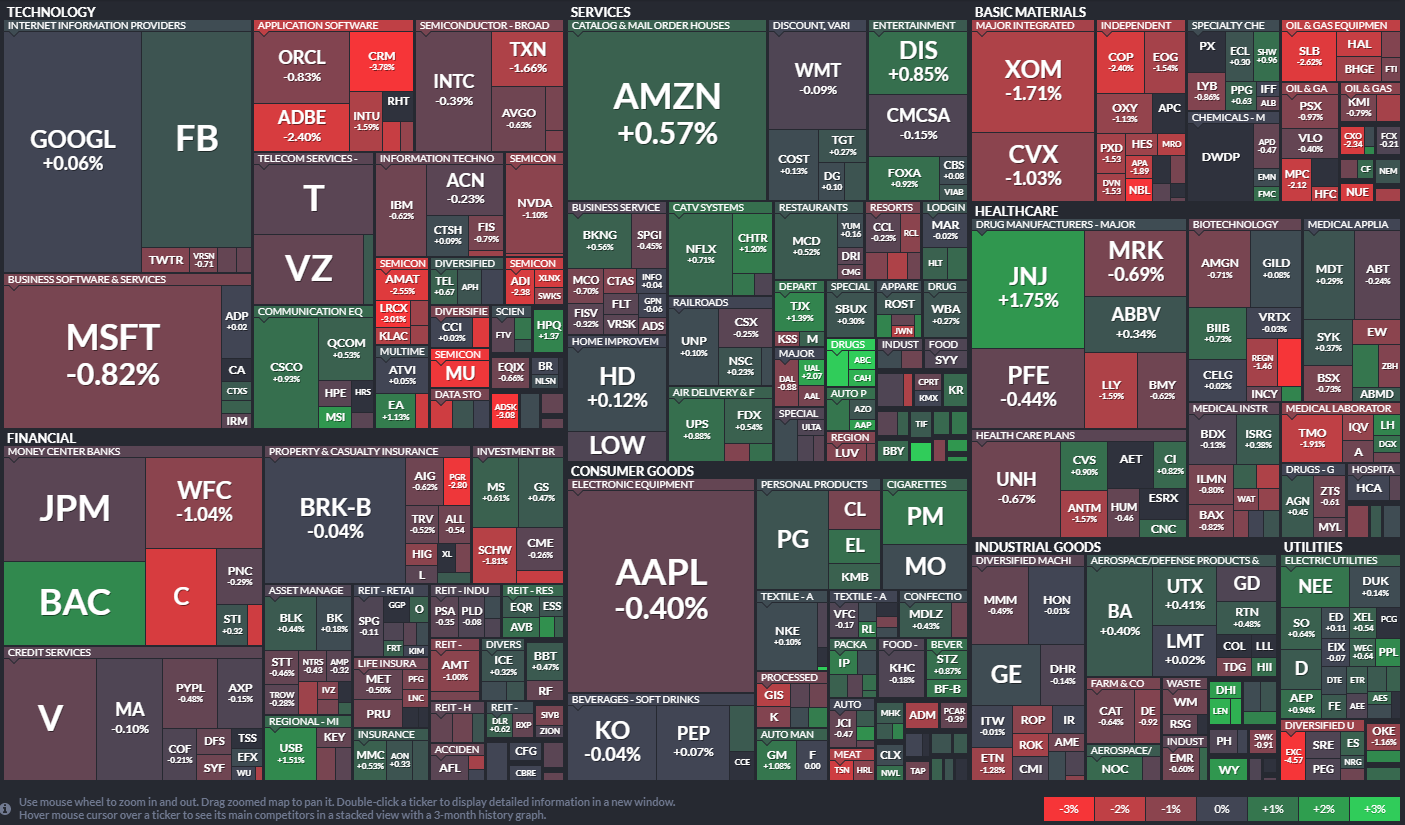 TECHNOLOGY
INTERNET INFORMATION PROVIDERS
GOOGL
+0.06%
FB
TWTR
VRSN
-0.71
APPLICATION SOFTWARE
ORCL
-0.83%
CRM
-3.78%
ADBE
-2.40%
INTU
-1.59%
RHT
SEMICONDUCTOR - BROAD
INTC
-0.39%
TXN
-1.66%
AVGO
-0.63%
TELECOM SERVICES -
T
VZ
INFORMATION TECHNO
IBM
-0.62%
ACN
-0.23%
CTSH
+0.09%
FIS
-0.79%
SEMICON
NVDA
-1.10%
BUSINESS SOFTWARE & SERVICES
MSFT
-0.82%
ADP
+0.02
CA
CTXS
IRM
COMMUNICATION EQ
CSCO
+0.93%
QCOM
+0.53%
HPE
HRS
MSI
SEMICON
AMAT
-2.55%
LRCX
-3.01%
KLAC
DIVERSIFIED
TEL
+0.67
APH
SEMICON
ADI
-2.38
XLNX
SWKS
DIVERSIFIE
CCI
+0.03%
SCIEN
FTV
HPQ
+1.37
MULTIME
ATVI
+0.05%
EA
+1.13%
SEMICON
MU
EQIX
-0.66%
BR
NLSN
DATA STO
ADSK
-3.08
FINANCIAL
MONEY CENTER BANKS
JPM
WFC
-1.04%
BAC
C
PNC
-0.29%
STI
+0.32
PROPERTY & CASUALTY INSURANCE
BRK-B
-0.04%
AIG
-0.62%
PGR
-2.80
TRV
-0.52%
ALL
-0.54
HIG
XL
L
INVESTMENT BR
MS
+0.61%
GS
+0.47%
SCHW
-1.81%
CME
-0.26%
CREDIT SERVICES
V
MA
-0.10%
PYPL
-0.48%
AXP
-0.15%
COF
-0.21%
DFS
SYF
TSS
EFX
WU
ASSET MANAGE
BLK
+0.44%
BK
+0.18%
STT
-0.46%
NTRS
-0.43
AMP
-0.32
TROW
-0.28%
IVZ
REGIONAL - MI
USB
+1.51%
KEY
REIT - RETAI
SPG
-0.11
GGP
O
FRT
KIM
LIFE INSURA
MET
-0.50%
PFG
LNC
PRU
INSURANCE
MMC
+0.53%
AON
+0.33
REIT - INDU
PSA
-0.35
PLD
-0.08
REIT - RES
EQR
ESS
AVB
REIT -
AMT
-1.00%
DIVERS
ICE
+0.32%
BBT
+0.47%
RF
REIT - H
REIT -
DLR
+0.62
BXP
SIVB
ZION
ACCIDEN
AFL
CFG
CBRE
SERVICES
CATALOG & MAIL ORDER HOUSES
AMZN
+0.57%
DISCOUNT, VARI
WMT
-0.09%
COST
+0.13%
TGT
+0.27%
DG
+0.10
ENTERTAINMENT
DIS
+0.85%
CMCSA
-0.15%
FOXA
+0.92%
CBS
+0.08
VIAB
BUSINESS SERVICE
BKNG
+0.56%
SPGI
-0.45%
MCO
-0.70%
CTAS
INFO
+0.04
FISV
-0.32%
FLT
GPN
-0.06
VRSK
ADS
CATV SYSTEMS
NFLX
+0.71%
CHTR
+1.20%
RESTAURANTS
MCD
+0.52%
YUM
+0.16
DRI
CMG
RESORTS
CCL
-0.23%
RCL
LODGIN
MAR
-0.02%
HLT
HOME IMPROVEM
HD
+0.12%
LOW
RAILROADS
UNP
+0.10%
CSX
-0.25%
NSC
+0.23%
DEPART
TJX
+1.39%
KSS
M
SPECIAL
SBUX
+0.30%
APPARE
ROST
JWN
DRUG
WBA
+0.27%
MAJOR
DAL
-0.88
UAL
+2.07
AAL
DRUGS
ABC
CAH
INDUST
FOOD
SYY
AIR DELIVERY & F
UPS
+0.88%
FDX
+0.54%
SPECIAL
ULTA
AUTO P
AZO
AAP
CPRT
KMX
KR
TIF
REGION
LUV
BBY
CONSUMER GOODS
ELECTRONIC EQUIPMENT
AAPL
-0.40%
PERSONAL PRODUCTS
PG
CL
EL
KMB
CIGARETTES
PM
MO
TEXTILE - A
NKE
+0.10%
TEXTILE - A
VFC
-0.17
RL
CONFECTIO
MDLZ
+0.43%
PACKA
IP
FOOD -
KHC
-0.18%
BEVER
STZ
+0.87%
BF-B
BEVERAGES - SOFT DRINKS
KO
-0.04%
PEP
+0.07%
CCE
PROCESSED
GIS
K
AUTO
JCI
-0.47
MHK
ADM
PCAR
-0.39
AUTO MAN
GM
+1.08%
F
0.00
MEAT
TSN
HRL
CLX
NWL
TAP
BASIC MATERIALS
MAJOR INTEGRATED
XOM
-1.71%
CVX
-1.03%
INDEPENDENT
COP
-2.40%
EOG
-1.54%
OXY
-1.13%
APC
PXD
-1.53
HES
MRO
APA
-1.89
DVN
-1.53
NBL
SPECIALTY CHE
PX
ECL
+0.30
SHW
+0.96
LYB
-0.86%
PPG
+0.63
IFF
ALB
CHEMICALS - M
DWDP
APD
-0.47
EMN
FMC
OIL & GAS EQUIPMEN
SLB
-2.62%
HAL
BHGE
FTI
OIL & GA
PSX
-0.97%
VLO
-0.40%
MPC
-2.12
HFC
OIL & GAS
KMI
-0.79%
CXO
-2.34
FCX
-0.21
CF
NEM
NUE
HEALTHCARE
DRUG MANUFACTURERS - MAJOR
JNJ
+1.75%
MRK
-0.69%
ABBV
+0.34%
PFE
-0.44%
LLY
-1.59%
BMY
-0.62%
BIOTECHNOLOGY
AMGN
-0.71%
GILD
+0.08%
BIIB
+0.73%
VRTX
-0.03%
CELG
+0.02%
REGN
-1.46
INCY
MEDICAL APPLIA
MDT
+0.29%
ABT
-0.24%
SYK
+0.37%
EW
BSX
-0.73%
ZBH
ABMD
HEALTH CARE PLANS
UNH
-0.67%
CVS
+0.90%
AET
CI
+0.82%
ANTM
-1.57%
HUM
-0.46
ESRX
CNC
MEDICAL INSTR
BDX
-0.13%
ISRG
+0.38%
ILMN
-0.80%
WAT
BAX
-0.82%
MEDICAL LABORATOR
TMO
-1.91%
IQV
LH
A
DGX
DRUGS - G
AGN
+0.45
ZTS
-0.61
MYL
HOSPITA
HCA
INDUSTRIAL GOODS
DIVERSIFIED MACHI
MMM
-0.49%
HON
-0.01%
GE
DHR
-0.14%
ITW
-0.01%
ROP
IR
ROK
AME
ETN
-1.28%
CMI
AEROSPACE/DEFENSE PRODUCTS &
BA
+0.40%
UTX
+0.41%
GD
LMT
+0.02%
RTN
+0.48%
COL
LLL
TDG
HII
FARM & CO
CAT
-0.64%
DE
-0.92
AEROSPACE/
NOC
WASTE
WM
RSG
DHI
LEN
INDUST
EMR
-0.60%
PH
SWK
-0.91
WY
UTILITIES
ELECTRIC UTILITIES
NEE
DUK
+0.14%
SO
+0.64%
ED
+0.11
XEL
+0.54
PCG
D
EIX
-0.07
WEC
+0.64
PPL
DTE
ETR
AEP
+0.94%
FE
AEE
AES
DIVERSIFIED U
EXC
-4.57
SRE
ES
PEG
NRG
OKE
-1.16%
Use mouse wheel to zoom in and out. Drag zoomed map to pan it. Double-click a ticker to display detailed information in a new window.
Hover mouse cursor over a ticker to see its main competitors in a stacked view with a 3-month history graph.
-3%
-2%
-1%
0%
+1%
+2%
+3%